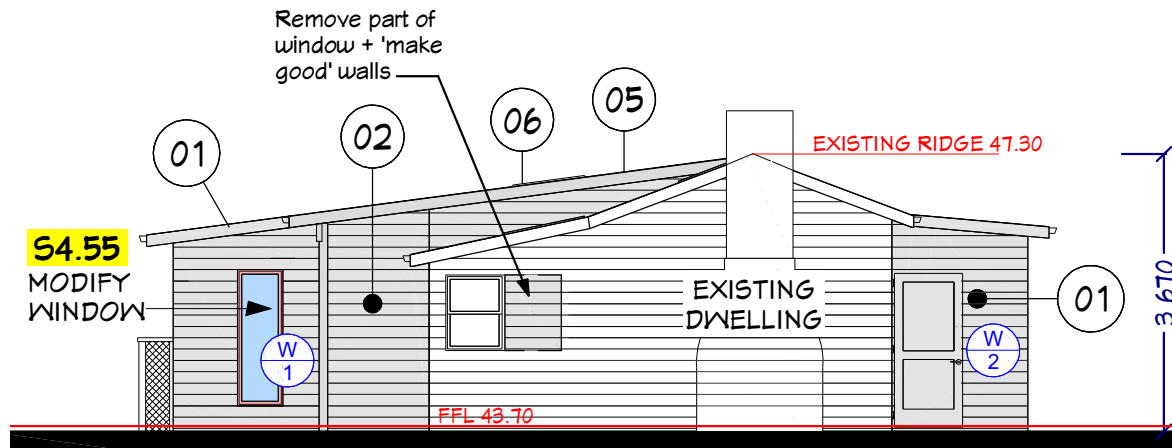 Remove part of
window + 'make
good' walls
01
02
06
05
EXISTING RIDGE 47.30
S4.55
MODIFY
WINDOW
W
1
EXISTING
DWELLING
01
W
2
3,670
FFL 43.70